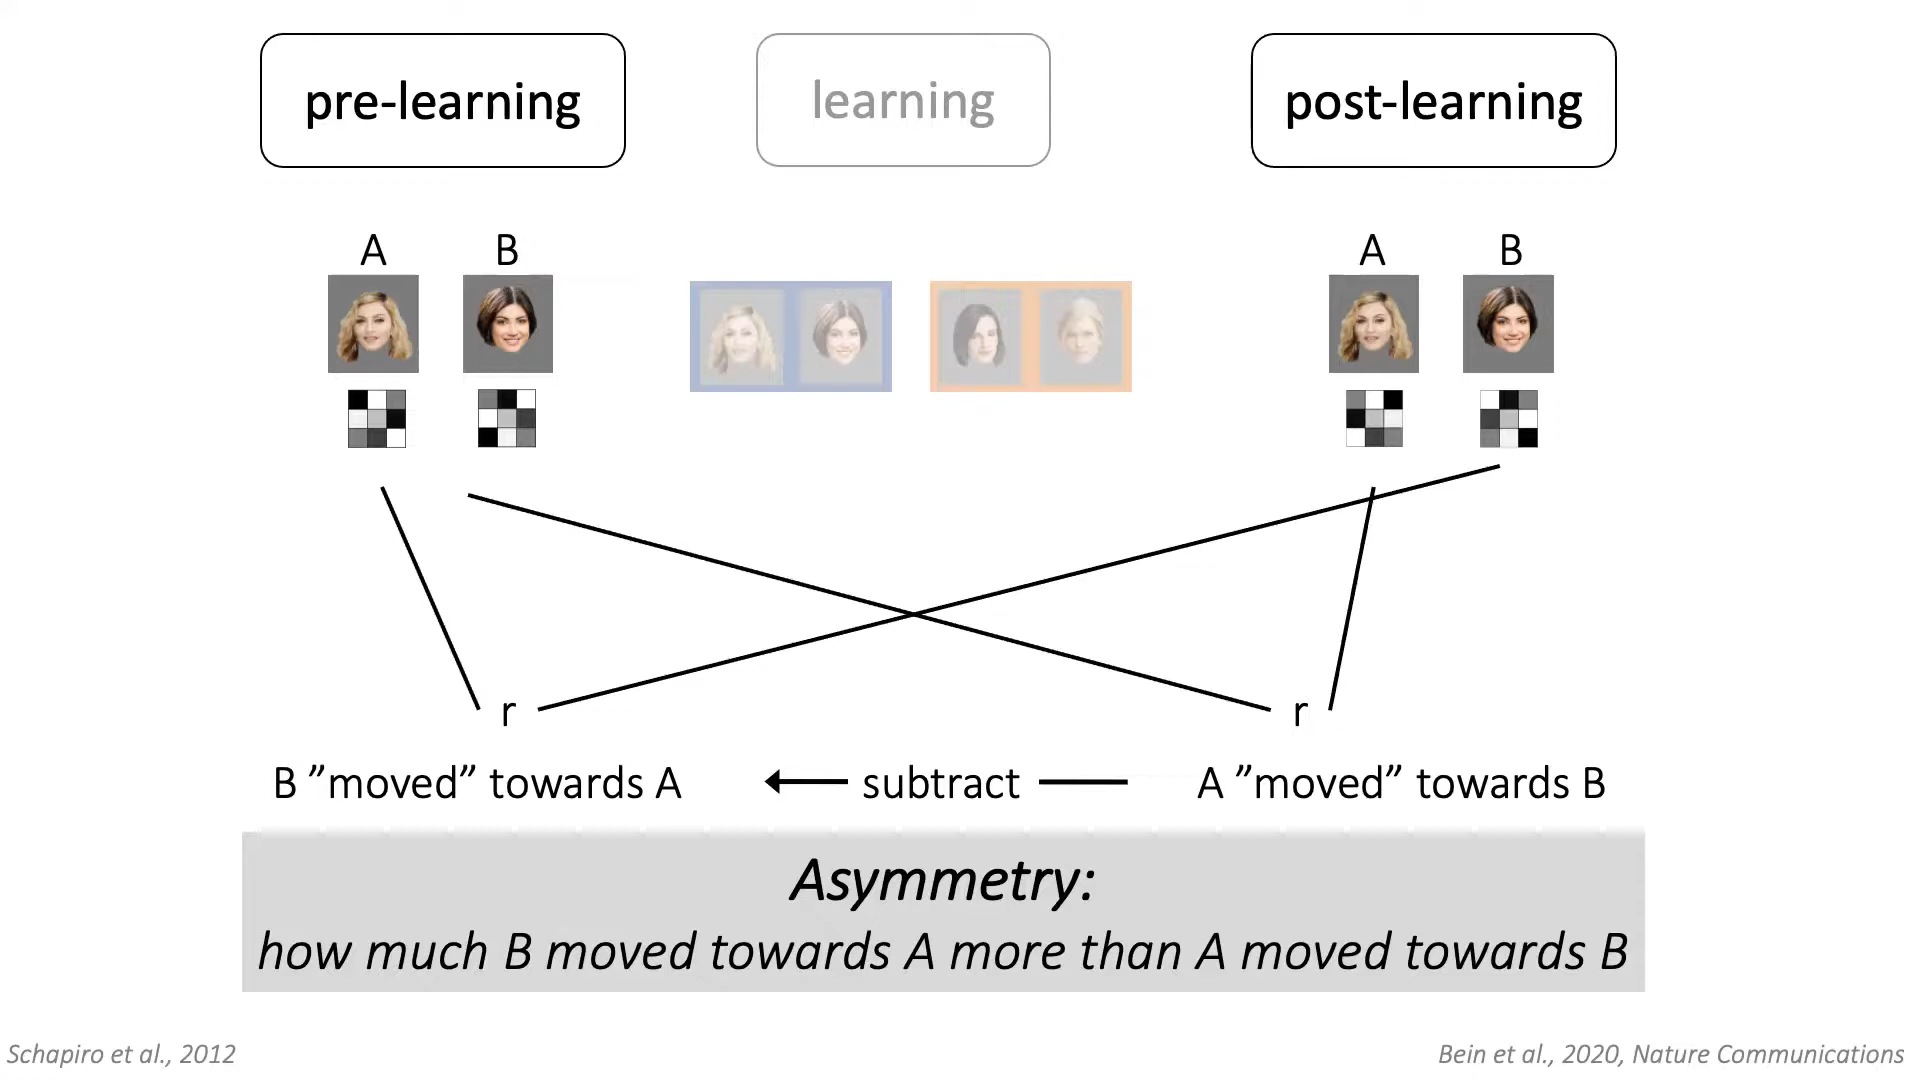 pre-learning
learning
post-learning
A
B
A
B
r
r
B ”moved” towards A
subtract
A ”moved” towards B
Asymmetry:
how much B moved towards A more than A moved towards B
Schapiro et al., 2012
Bein et al., 2020, Nature Communications